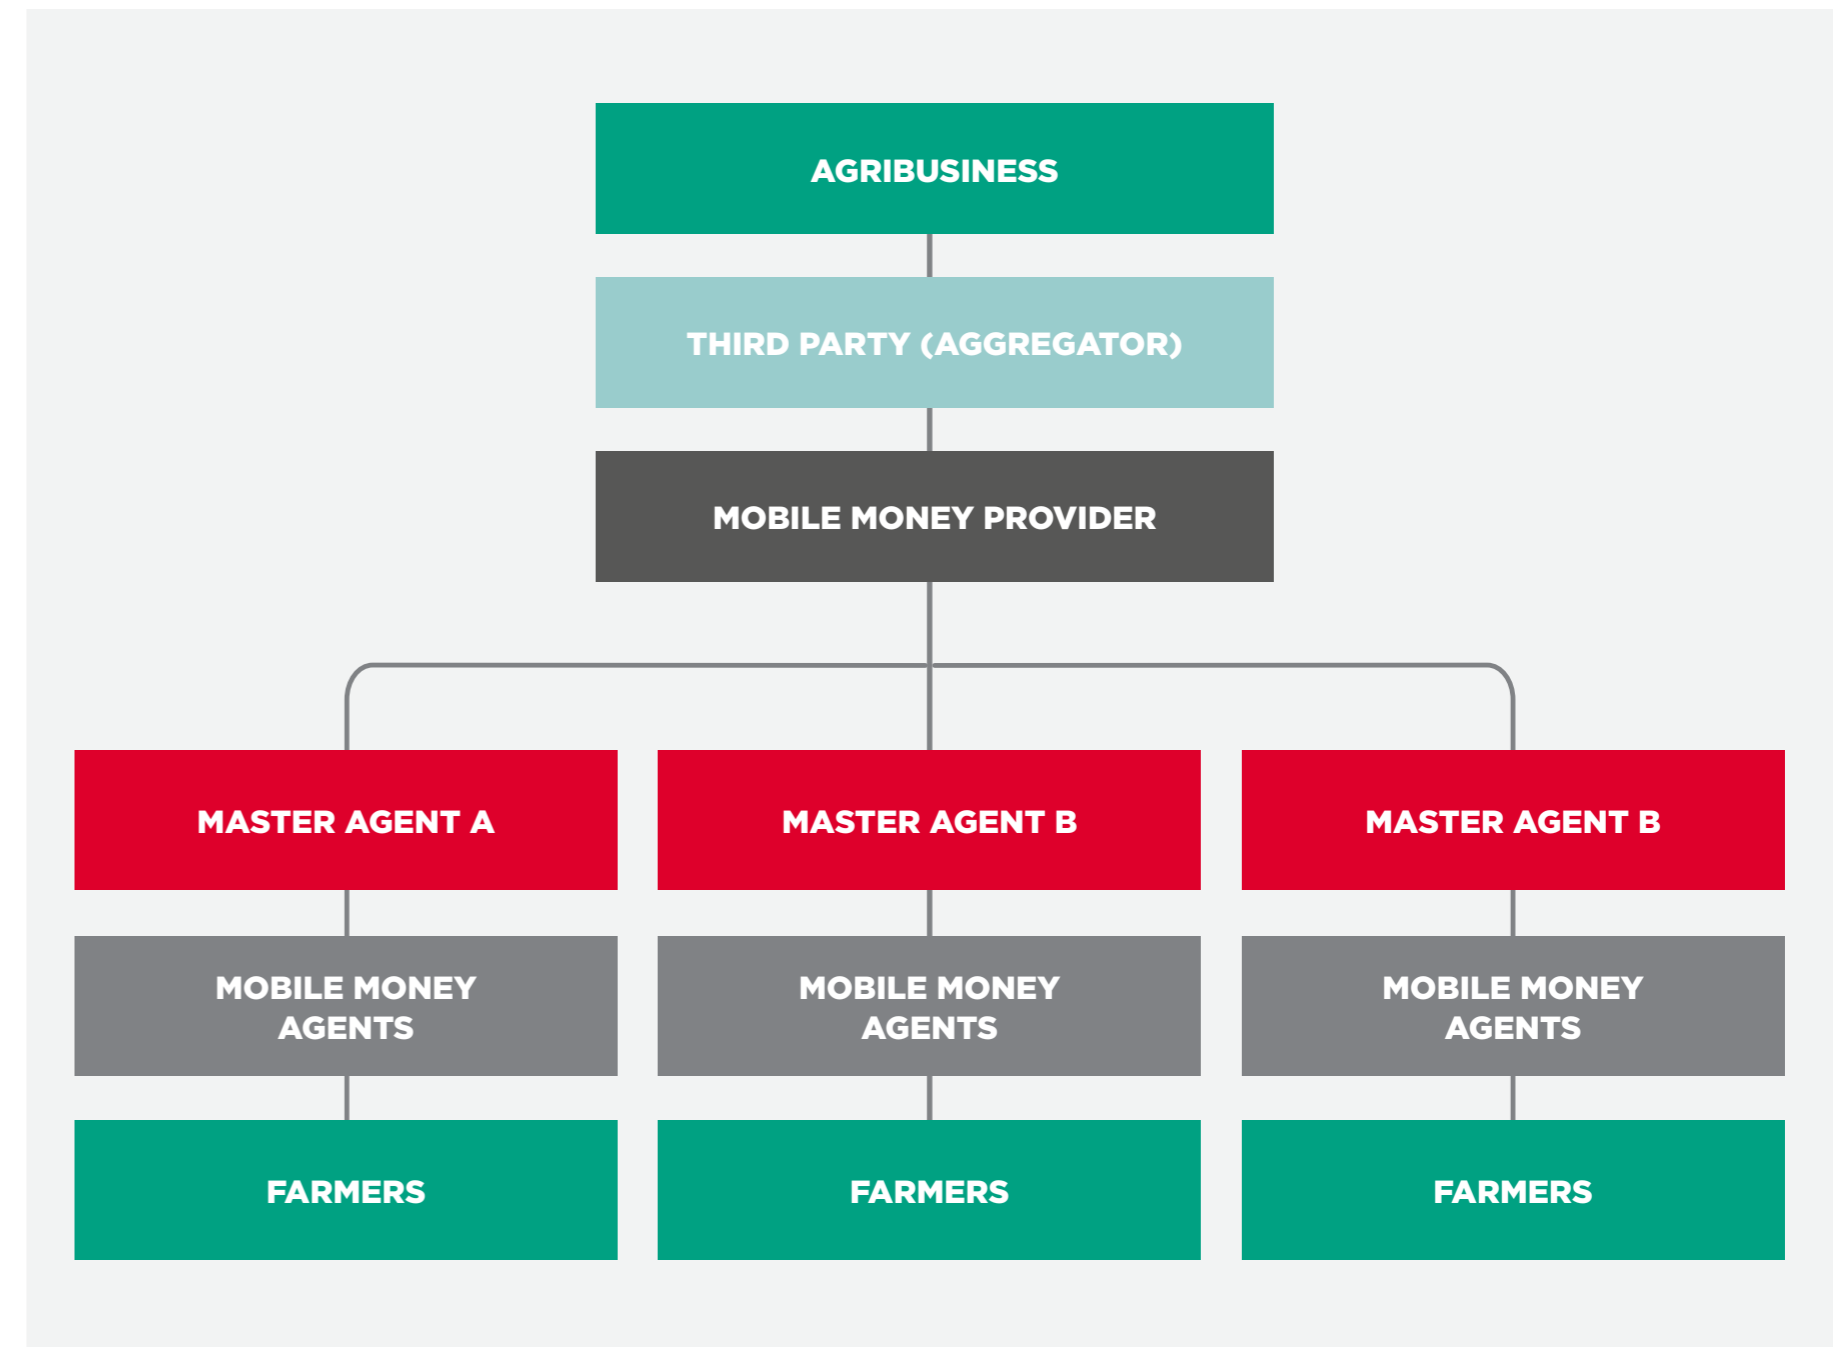 AGRIBUSINESS
THIRD PARTY (AGGREGATOR)
MOBILE MONEY PROVIDER
MASTER AGENT A
MASTER AGENT B
MASTER AGENT B
MOBILE MONEY
AGENTS
MOBILE MONEY
AGENTS
MOBILE MONEY
AGENTS
FARMERS
FARMERS
FARMERS